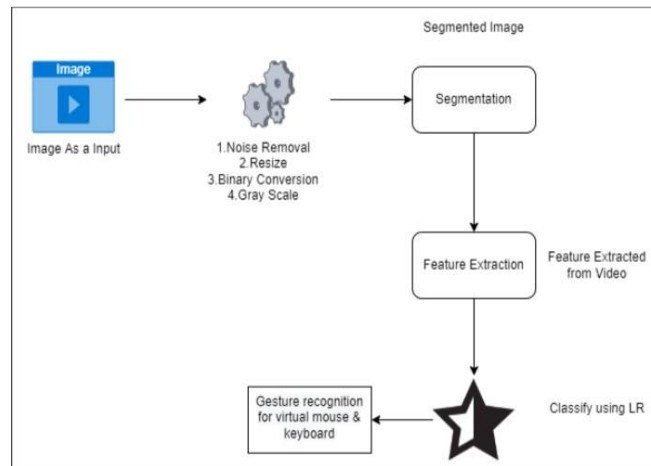 Segmented Image
Image
Image As a Input
1.Noise Removal
2.Resize
3.Binary Conversion
4.Gray Scale
Segmentation
Feature Extraction
Feature Extracted
from Video
Classify using LR
Gesture recognition
for virtual mouse &
keyboard